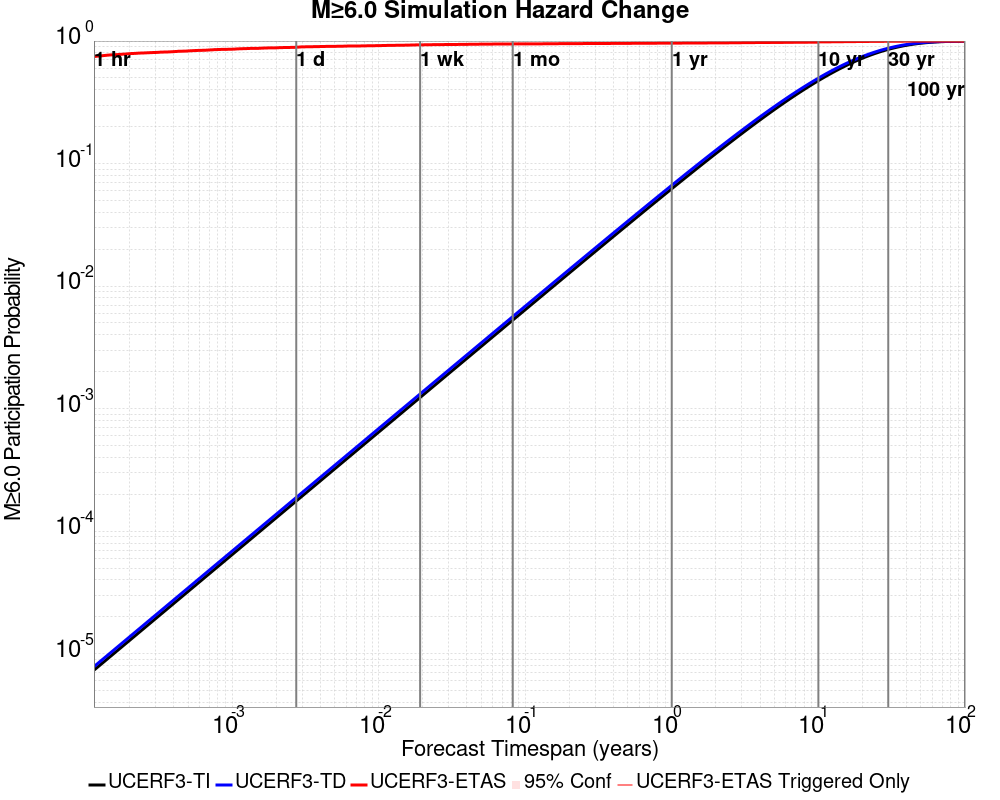 M≥6.0 Simulation Hazard Change
10^0
1 hr 1 d 1 wk 1 mo 1 yr 10 yr 30 yr
100 yr
10^-1
10^-2
10^-3
10^-4
10^-5
M≥6.0 Participation Probability
10^-3 10^-2 10^-1 10^0 10^1 10^2
Forecast Timespan (years)
UCERF3-TI UCERF3-TD UCERF3-ETAS 95% Conf UCERF3-ETAS Triggered Only